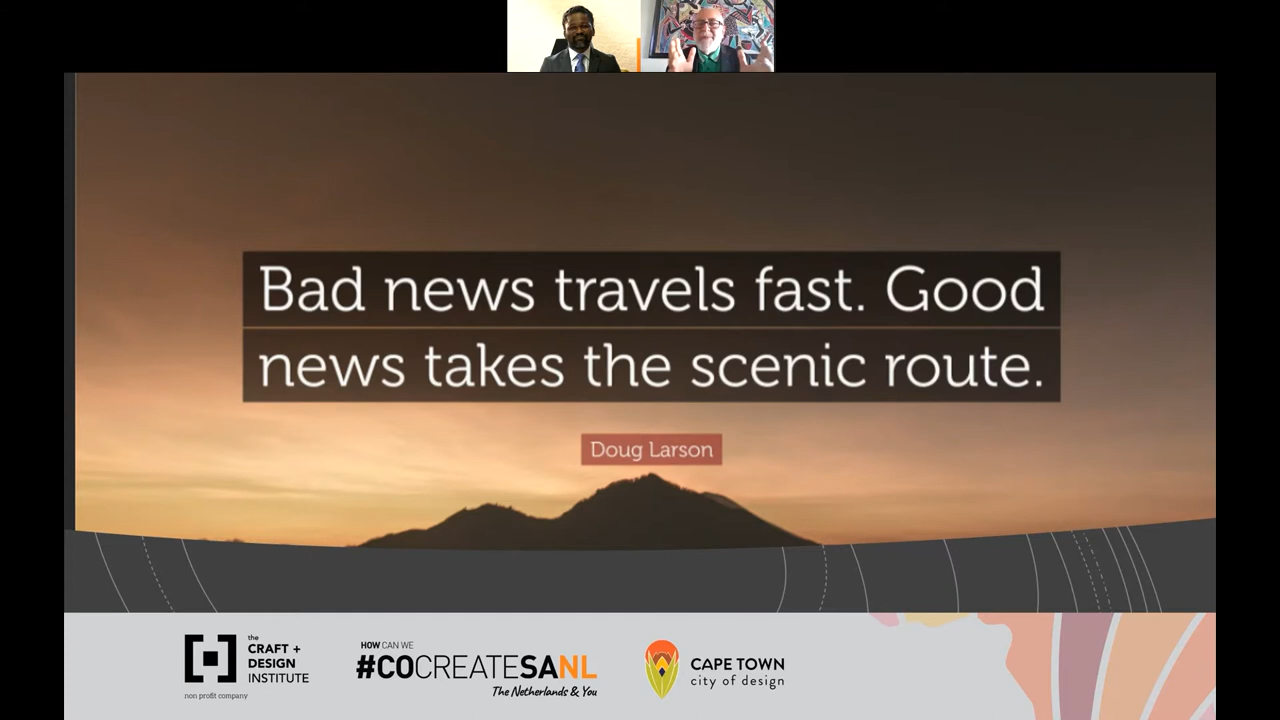 Bad news travels fast. Good
news takes the scenic route.
Doug Larson
the
CRAFT +
DESIGN
INSTITUTE
non profit company
HOW CAN WE
#COCREATESANL
The Netherlands & You
CAPE TOWN
city of design